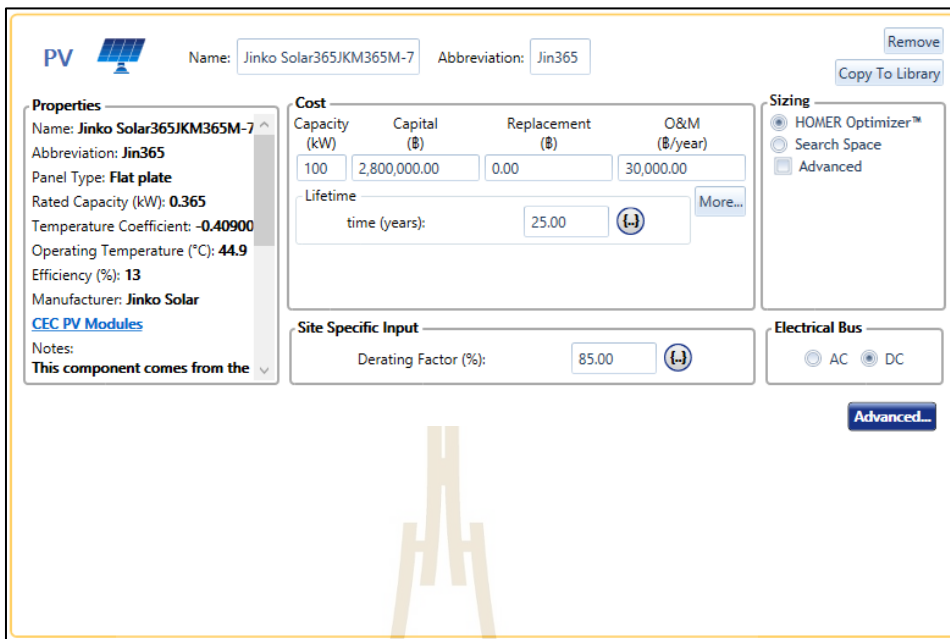 PV
Name: Jinko Solar365JKM365M-7 Abbreviation: Jin365
Remove
Copy To Library
Properties
Name: Jinko Solar365JKM365M-7
Abbreviation: Jin365
Panel Type: Flat plate
Rated Capacity (kW): 0.365
Temperature Coefficient: -0.40900
Operating Temperature (°C): 44.9
Efficiency (%): 13
Manufacturer: Jinko Solar
CEC PV Modules
Notes:
This component comes from the
Cost
Capacity (kW) Capital (฿) Replacement (฿) O&M (฿/year)
100 2,800,000.00 0.00 30,000.00
Lifetime
time (years): 25.00 {..}
More...
Sizing
HOMER Optimizer™
Search Space
Advanced
Site Specific Input
Derating Factor (%): 85.00 {..}
Electrical Bus
AC DC
Advanced...